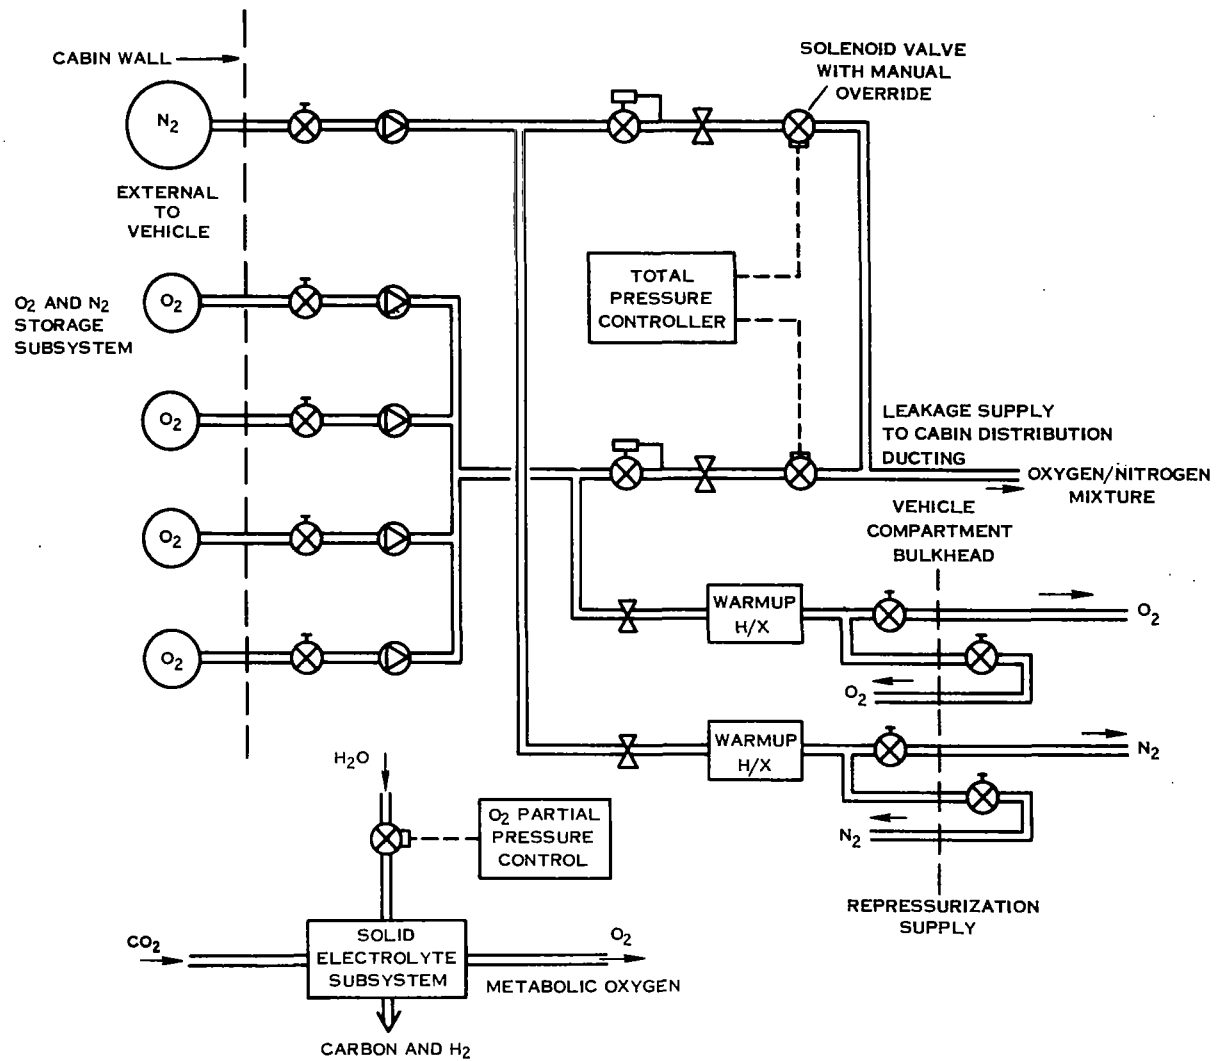 CABIN WALL
SOLENOID VALVE
WITH MANUAL
OVERRIDE
N2
EXTERNAL
TO
VEHICLE
O2 AND N2
STORAGE
SUBSYSTEM
O2
O2
O2
O2
TOTAL
PRESSURE
CONTROLLER
LEAKAGE SUPPLY
TO CABIN DISTRIBUTION
DUCTING
OXYGEN/NITROGEN
MIXTURE
VEHICLE
COMPARTMENT
BULKHEAD
WARMUP
H/X
O2
O2
WARMUP
H/X
N2
N2
REPRESSURIZATION
SUPPLY
H2O
O2 PARTIAL
PRESSURE
CONTROL
CO2
SOLID
ELECTROLYTE
SUBSYSTEM
O2
METABOLIC OXYGEN
CARBON AND H2